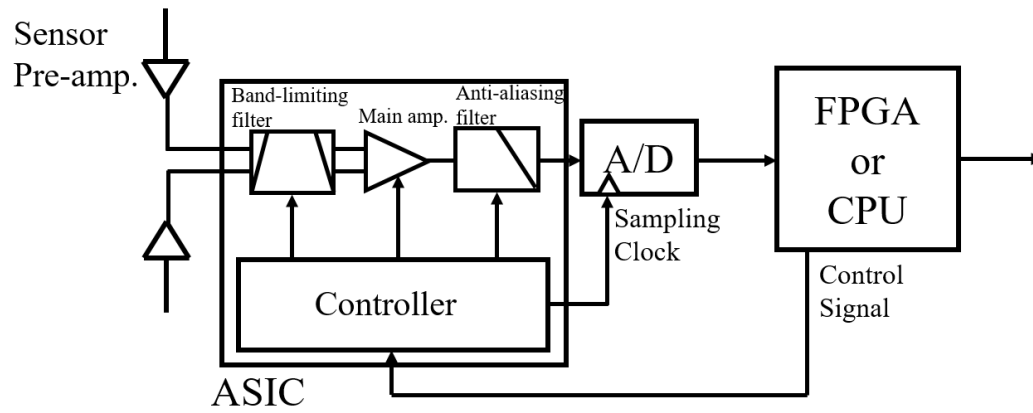 Sensor
Pre-amp.
Band-limiting
filter
Main amp.
Anti-aliasing
filter
A/D
Sampling
Clock
FPGA
or
CPU
Control
Signal
Controller
ASIC